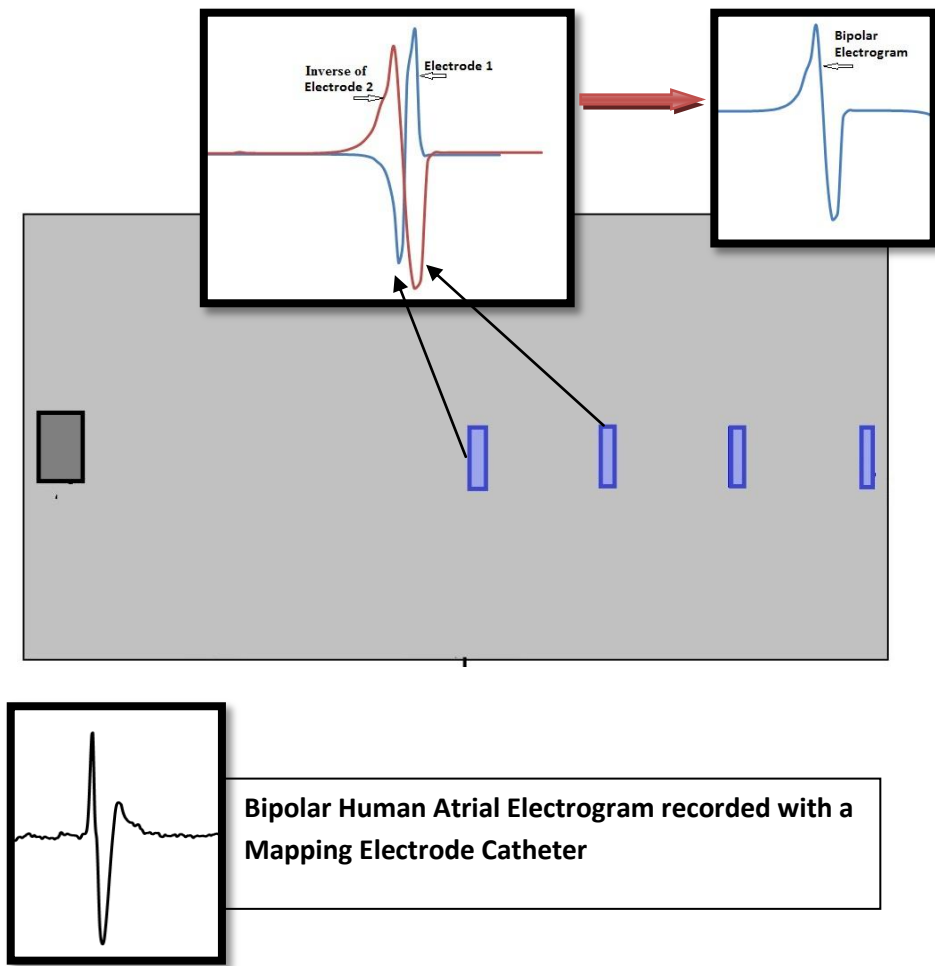 Inverse of
Electrode 2
Electrode 1
Bipolar
Electrogram
Bipolar Human Atrial Electrogram recorded with a
Mapping Electrode Catheter